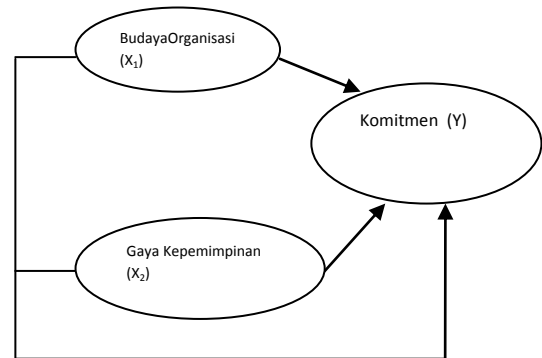 BudayaOrganisasi
(X₁)
Komitmen (Y)
Gaya Kepemimpinan
(X₂)